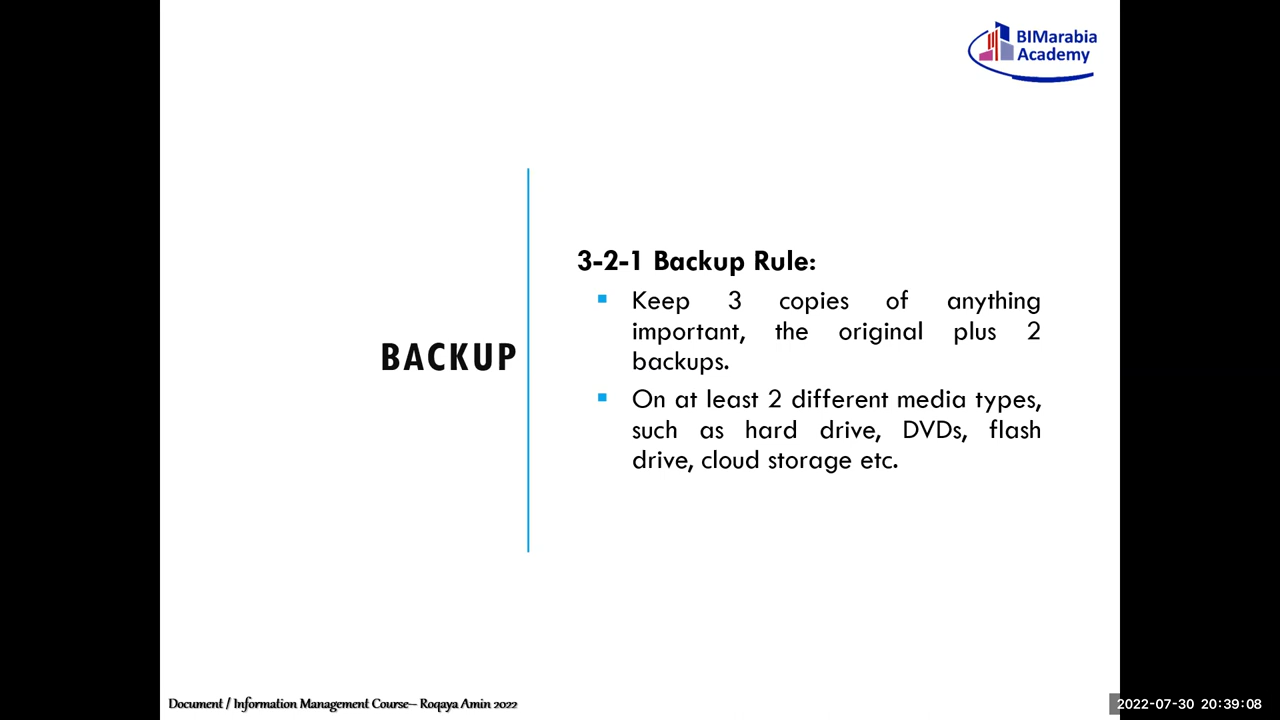 BIMarabia
Academy
BACKUP
3-2-1 Backup Rule:
Keep 3 copies of anything
important, the original plus 2
backups.
On at least 2 different media types,
such as hard drive, DVDs, flash
drive, cloud storage etc.
Document / Information Management Course– Roqaya Amin 2022
2022-07-30 20:39:08